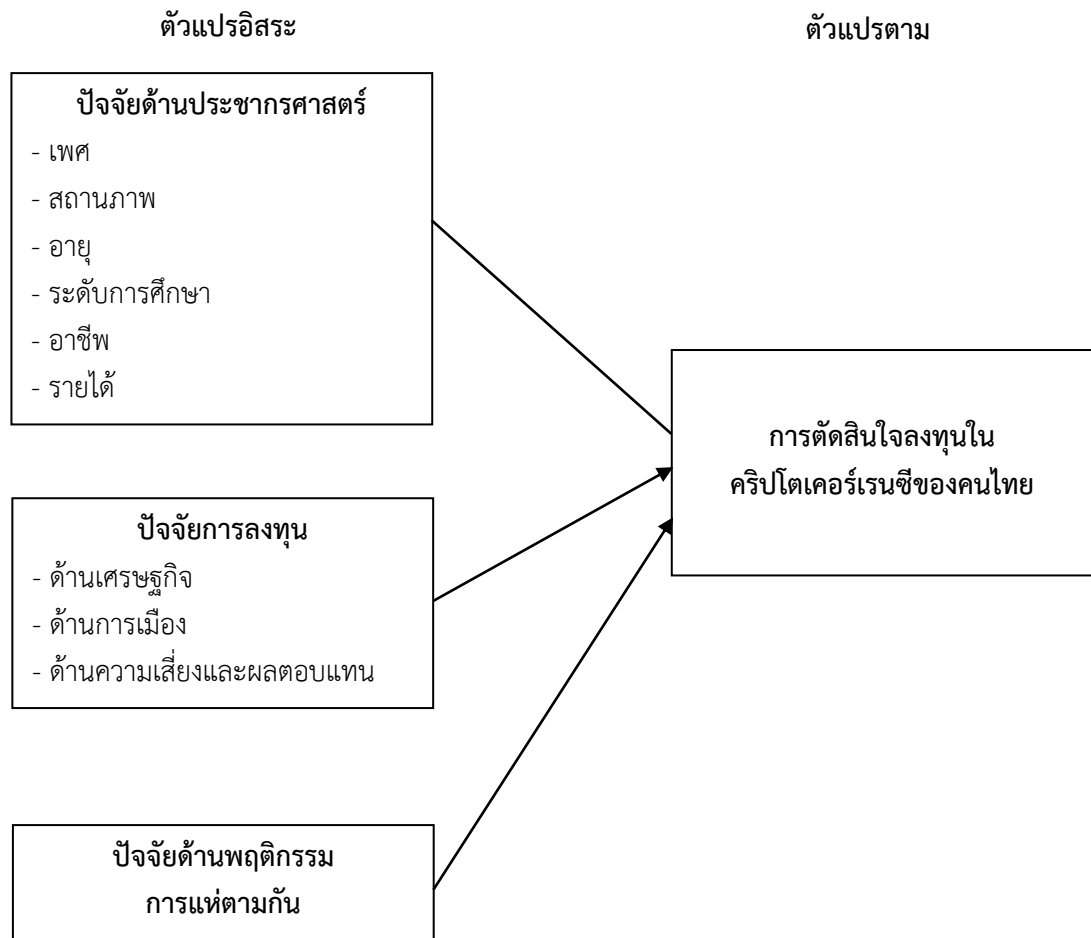 ตัวแปรอิสระ
ตัวแปรตาม
ปัจจัยด้านประชากรศาสตร์
- เพศ
- สถานภาพ
- อายุ
- ระดับการศึกษา
- อาชีพ
- รายได้
การตัดสินใจลงทุนใน
คริปโตเคอร์เรนซีของคนไทย
ปัจจัยการลงทุน
- ด้านเศรษฐกิจ
- ด้านการเมือง
- ด้านความเสี่ยงและผลตอบแทน
ปัจจัยด้านพฤติกรรม
การแห่ตามกัน